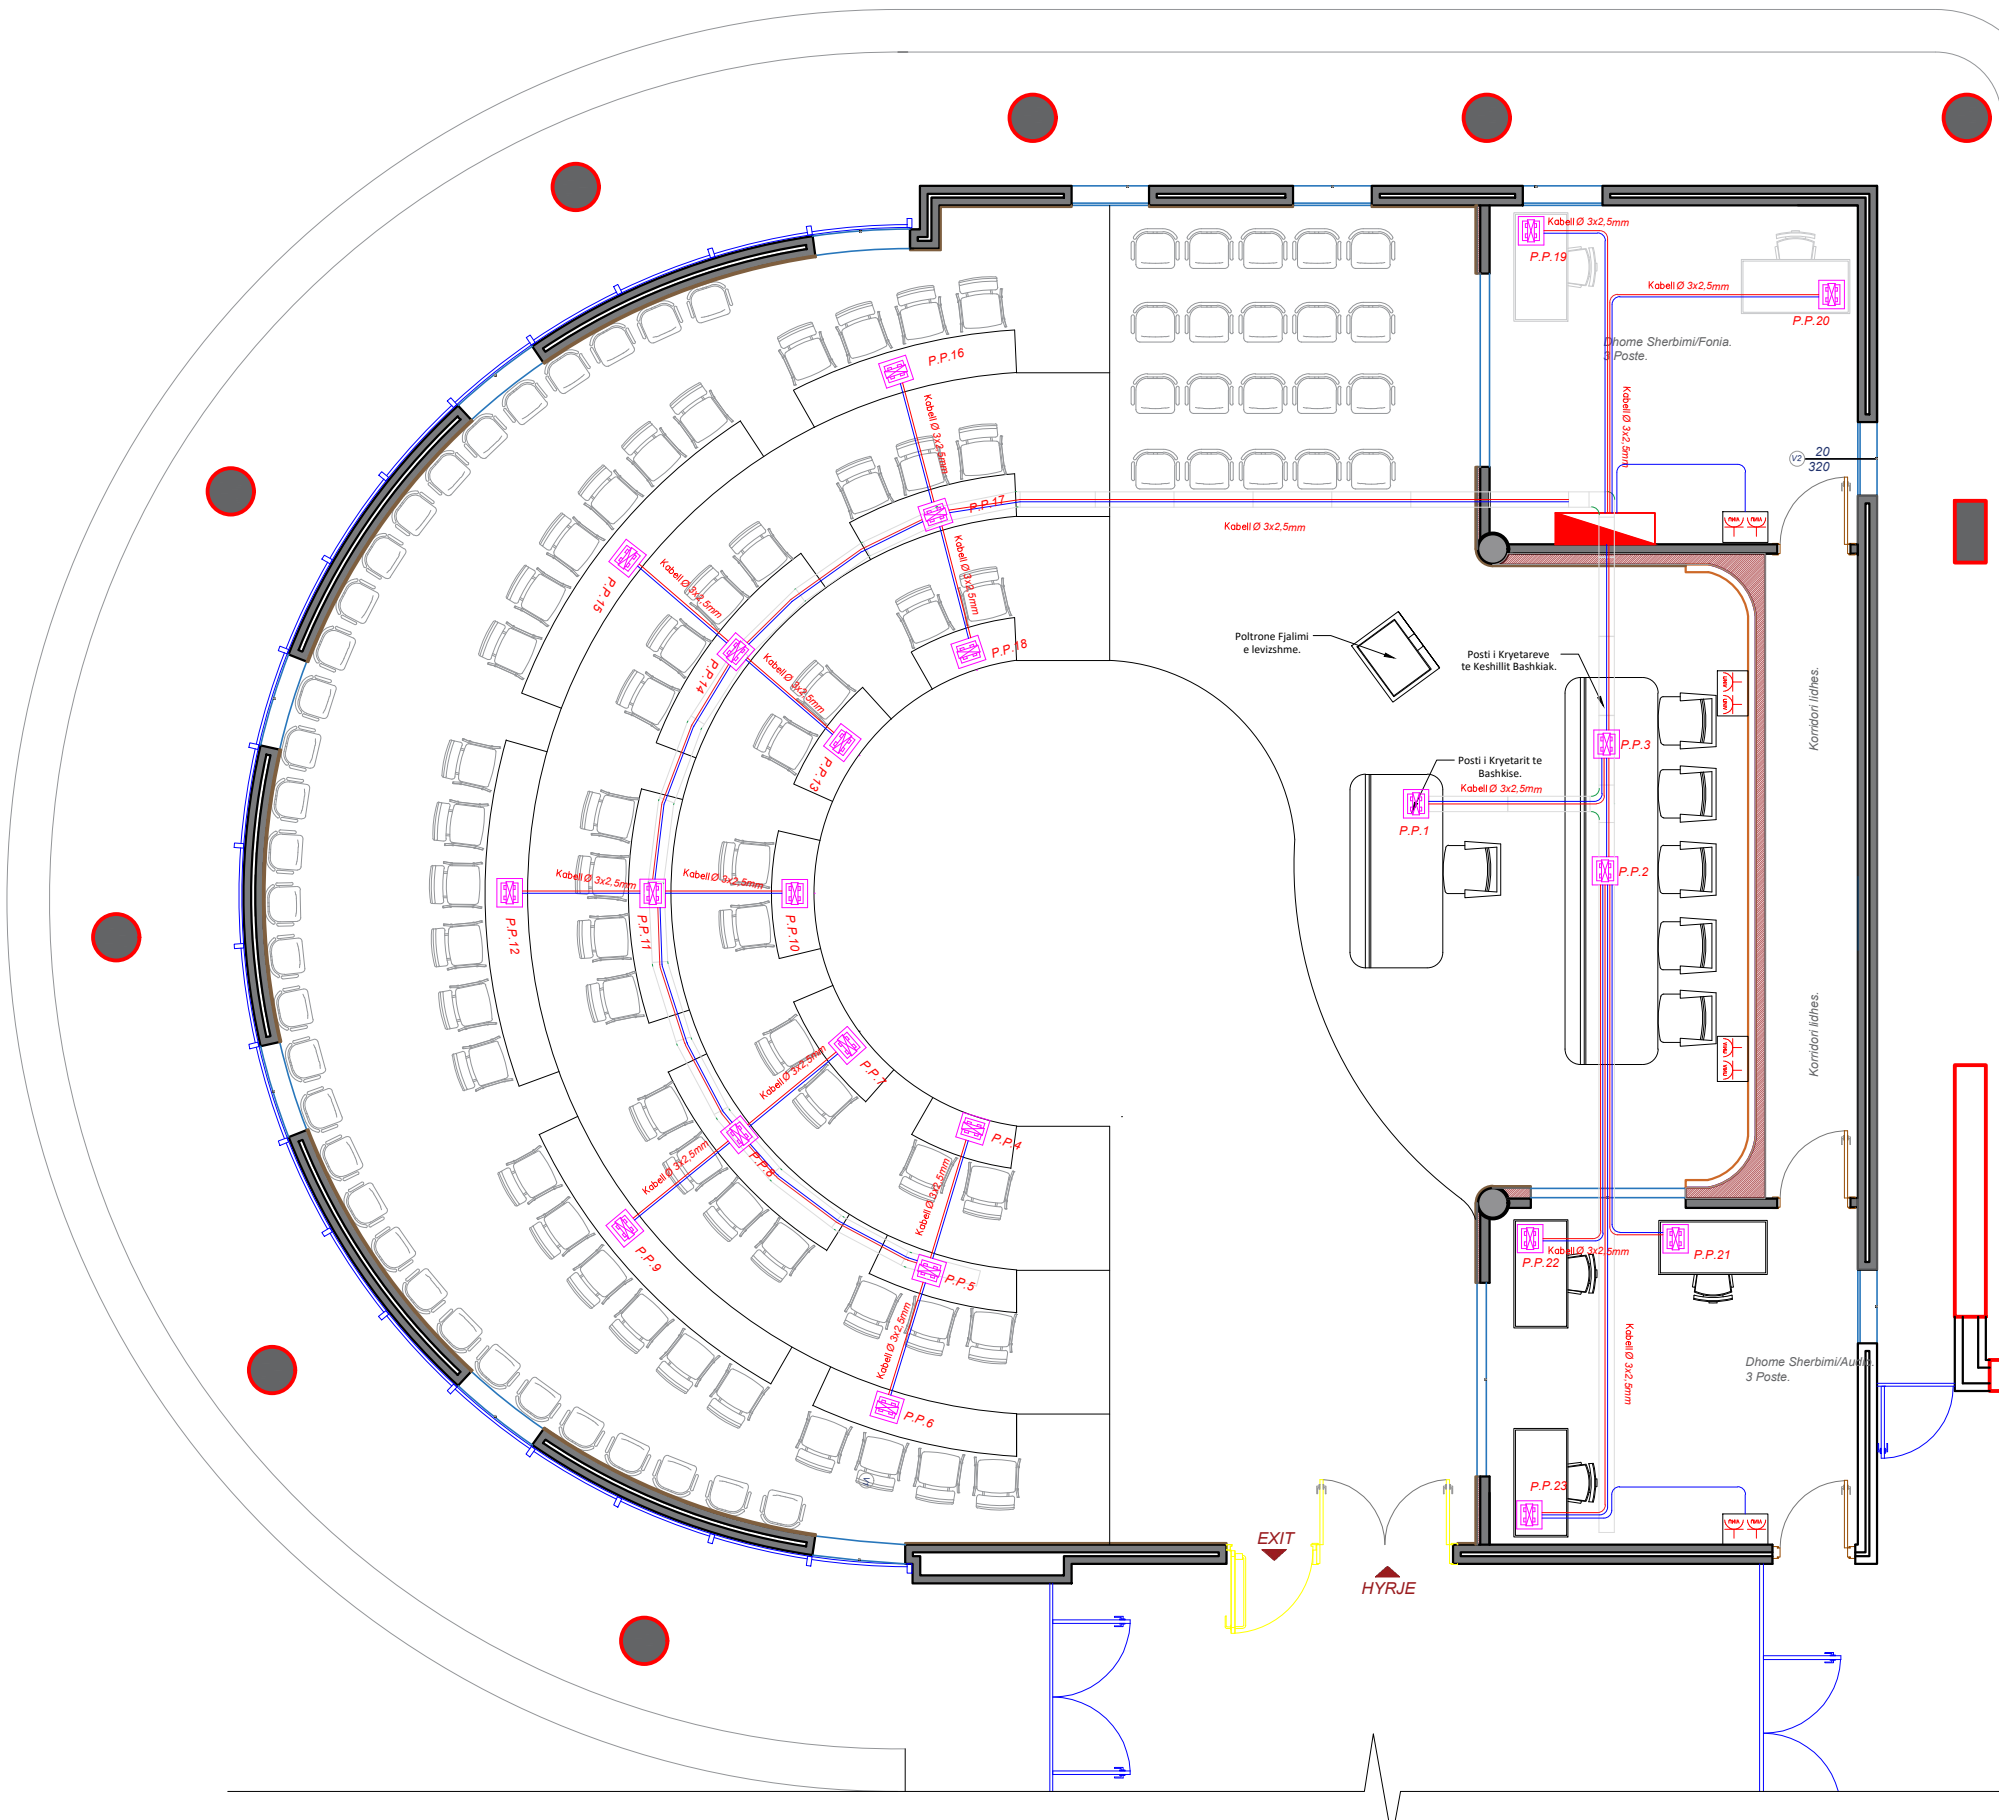 Kabell Ø 3x2,5mm
P.P.19
Kabell Ø 3x2,5mm
P.P.20
Dhome Sherbimi/Fonia.
3 Poste.
Kabell Ø 3x2,5mm
V2
20
320
P.P.16
Kabell Ø 3x2,5mm
P.P.17
Kabell Ø 3x2,5mm
Kabell Ø 3x2,5mm
P.P.18
P.P.15
Kabell Ø 3x2,5mm
P.P.14
Kabell Ø 3x2,5mm
P.P.13
Poltrone Fjalimi
e levizshme.
Posti i Kryetareve
te Keshillit Bashkiak.
Korridori lidhes.
P.P.3
Posti i Kryetarit te
Bashkise.
Kabell Ø 3x2,5mm
P.P.1
P.P.2
Kabell Ø 3x2,5mm
Kabell Ø 3x2,5mm
P.P.12
P.P.11
P.P.10
Korridori lidhes.
P.P.7
Kabell Ø 3x2,5mm
P.P.8
Kabell Ø 3x2,5mm
P.P.9
P.P.4
Kabell Ø 3x2,5mm
P.P.5
Kabell Ø 3x2,5mm
P.P.6
Kabell Ø 3x2,5mm
P.P.22
P.P.21
Kabell Ø 3x2,5mm
Dhome Sherbimi/Audio.
3 Poste.
P.P.23
EXIT
HYRJE